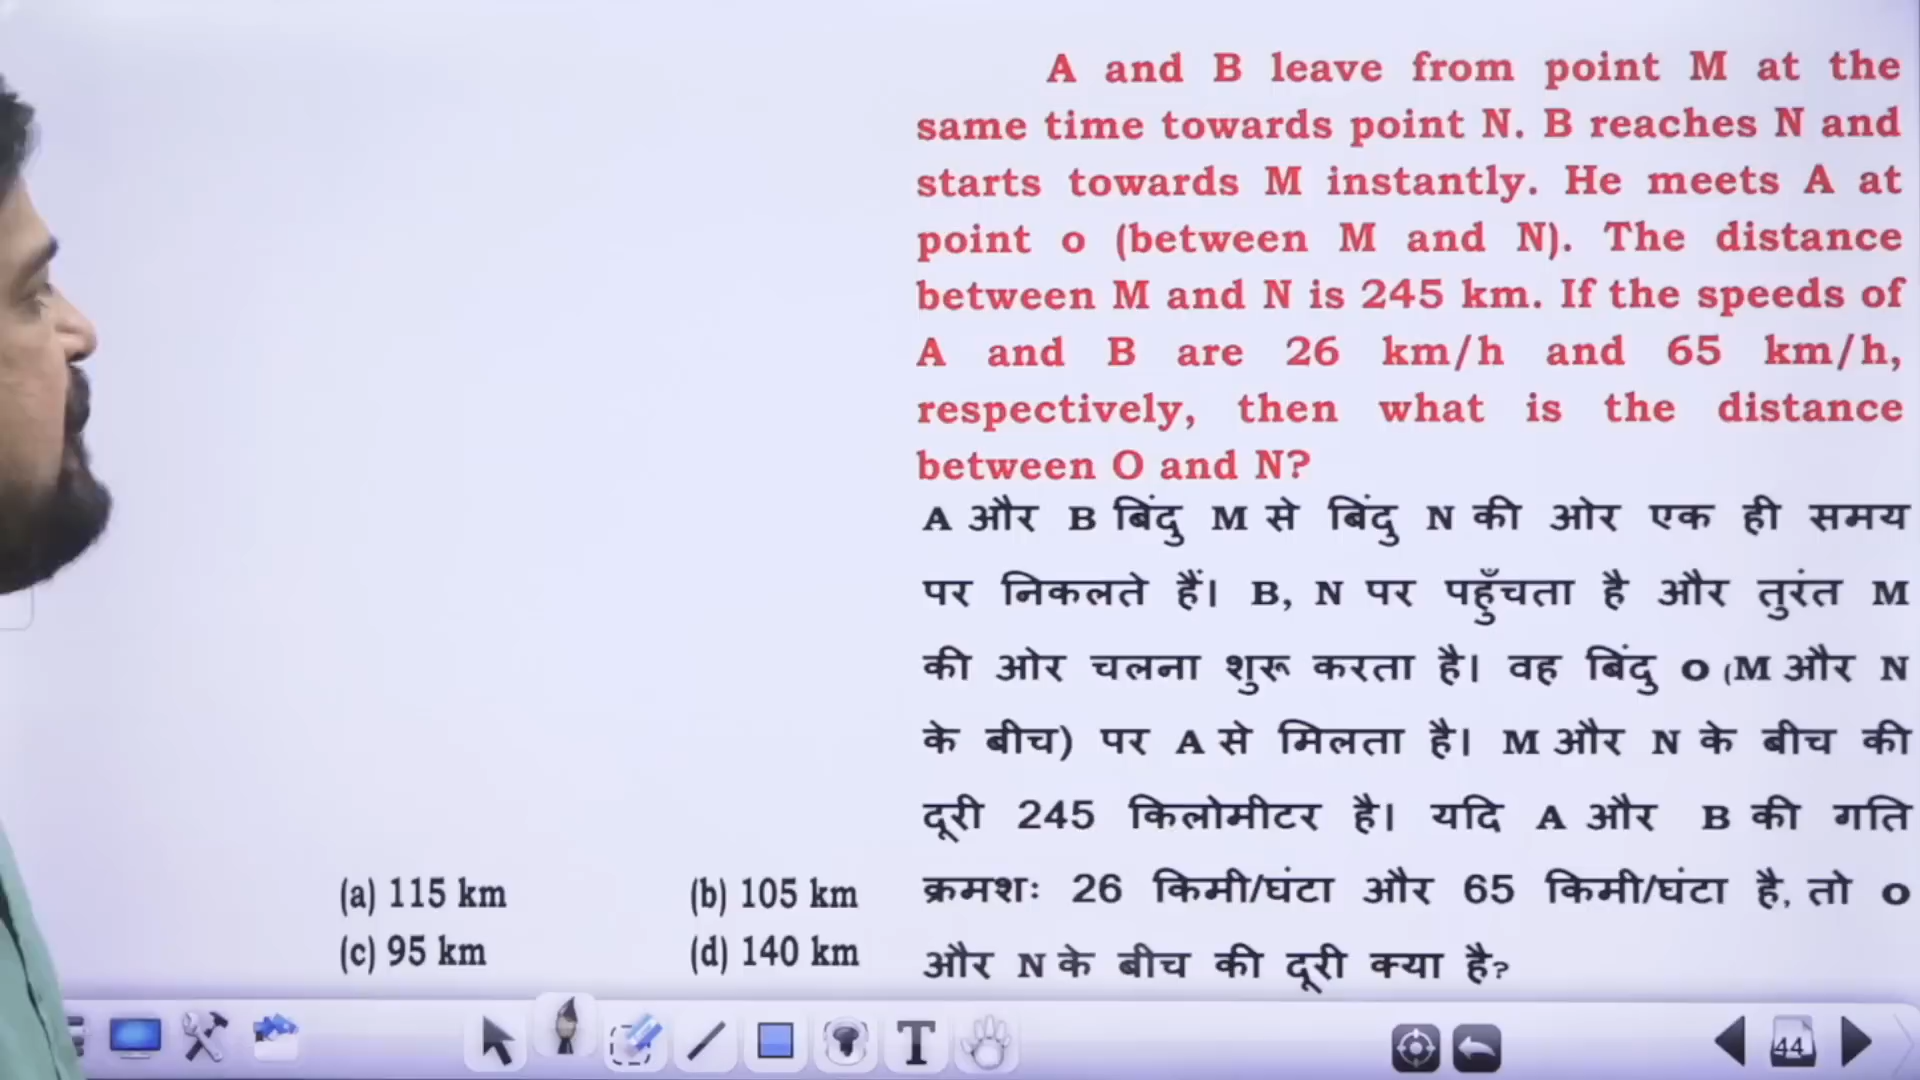 A and B leave from point M at the
same time towards point N. B reaches N and
starts towards M instantly. He meets A at
point o (between M and N). The distance
between M and N is 245 km. If the speeds of
A and B are 26 km/h and 65 km/h,
respectively, then what is the distance
between O and N?
A और B बिंदु M से बिंदु N की ओर एक ही समय
पर निकलते हैं। B, N पर पहुँचता है और तुरंत M
की ओर चलना शुरू करता है। वह बिंदु o (M और N
के बीच) पर A से मिलता है। M और N के बीच की
दूरी 245 किलोमीटर है। यदि A और B की गति
क्रमशः 26 किमी/घंटा और 65 किमी/घंटा है, तो o
और N के बीच की दूरी क्या है?
(a) 115 km (b) 105 km
(c) 95 km (d) 140 km
T
44